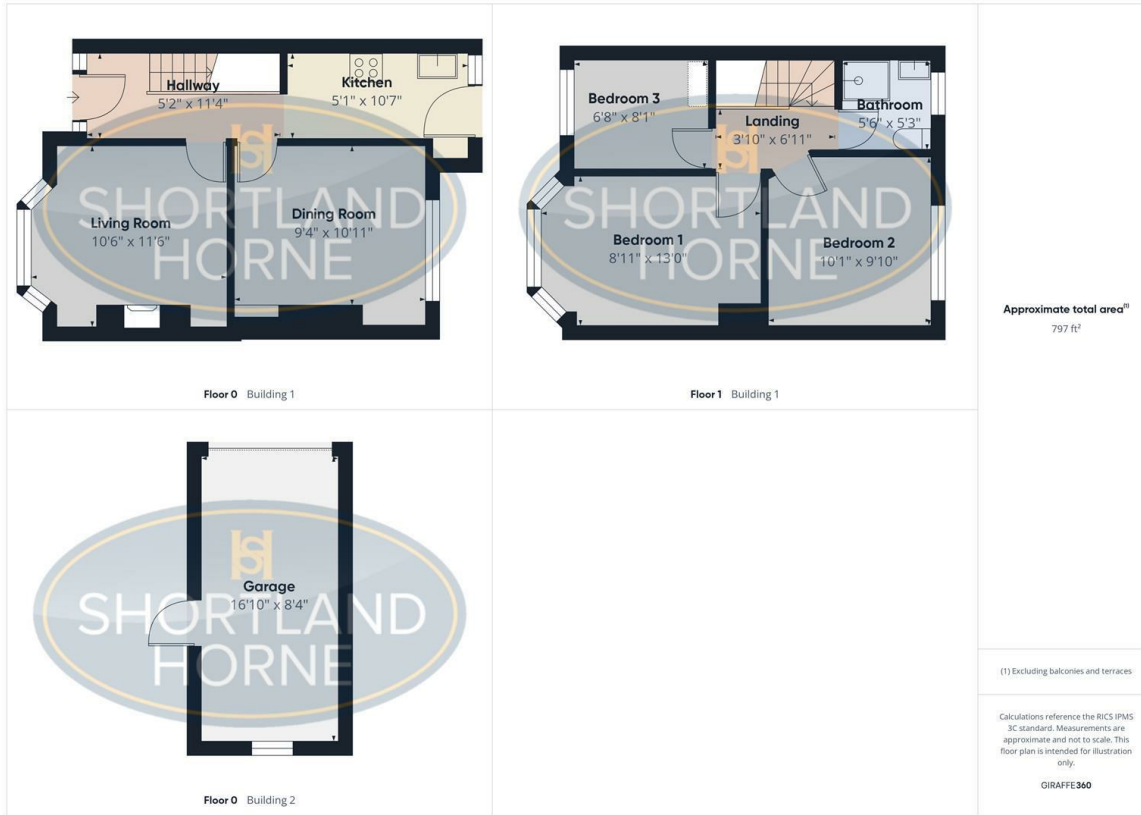 Hallway
5'2" x 11'4"
Kitchen
5'1" x 10'7"
Living Room
10'6" x 11'6"
Dining Room
9'4" x 10'11"
SHORTLAND
HORNE
Floor 0 Building 1
Bedroom 3
6'8" x 8'1"
Landing
3'10" x 6'11"
Bathroom
5'6" x 5'3"
Bedroom 1
8'11" x 13'0"
Bedroom 2
10'1" x 9'10"
SHORTLAND
HORNE
Floor 1 Building 1
Approximate total area(1)
797 ft²
Garage
16'10" x 8'4"
SHORTLAND
HORNE
Floor 0 Building 2
(1) Excluding balconies and terraces
Calculations reference the RICS IPMS
3C standard. Measurements are
approximate and not to scale. This
floor plan is intended for illustration
only.
GIRAFFE360